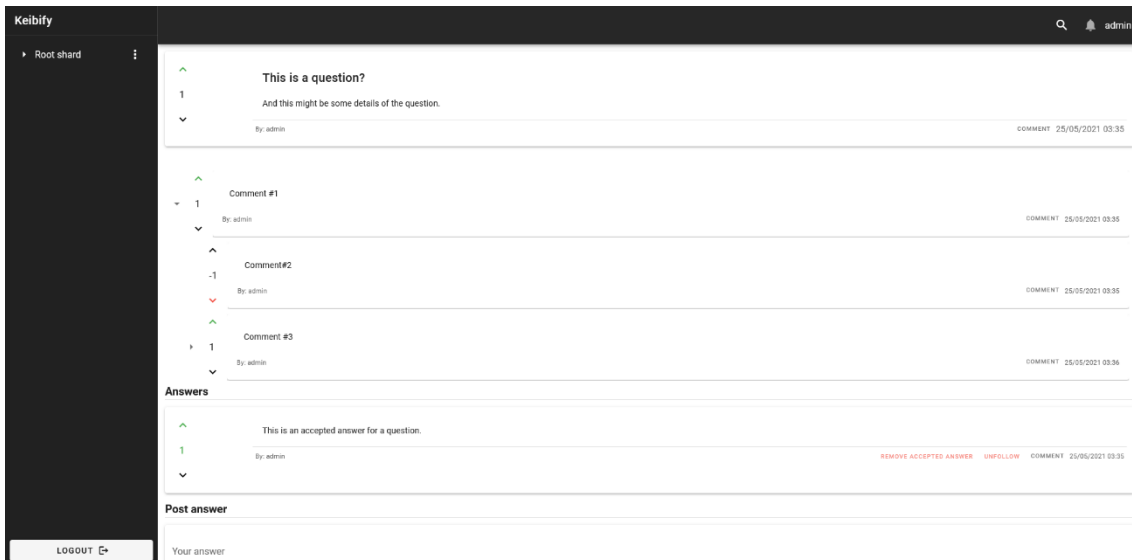 Keibify
admin
Root shard
This is a question?
1
And this might be some details of the question.
By: admin
COMMENT 25/05/2021 03:35
Comment #1
1
By: admin
COMMENT 25/05/2021 03:35
Comment#2
-1
By: admin
COMMENT 25/05/2021 03:35
Comment #3
1
By: admin
COMMENT 25/05/2021 03:36
Answers
This is an accepted answer for a question.
1
By: admin
REMOVE ACCEPTED ANSWER UNFOLLOW COMMENT 25/05/2021 03:35
Post answer
Your answer
LOGOUT